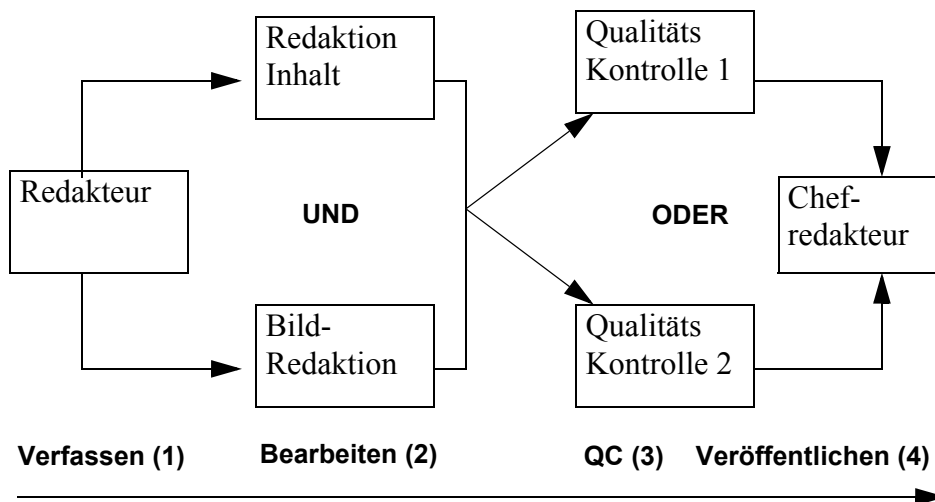 Redaktion
Inhalt
Qualitäts
Kontrolle 1
Redakteur
UND
ODER
Chef-
redakteur
Bild-
Redaktion
Qualitäts
Kontrolle 2
Verfassen (1)
Bearbeiten (2)
QC (3)
Veröffentlichen (4)